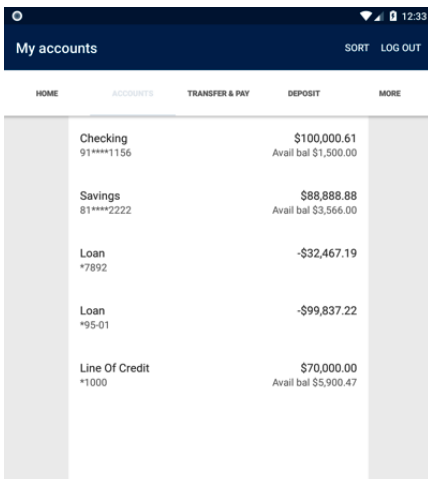 12:33
My accounts SORT LOG OUT
HOME ACCOUNTS TRANSFER & PAY DEPOSIT MORE
Checking $100,000.61
91****1156 Avail bal $1,500.00
Savings $88,888.88
81****2222 Avail bal $3,566.00
Loan -$32,467.19
*7892
Loan -$99,837.22
*95-01
Line Of Credit $70,000.00
*1000 Avail bal $5,900.47